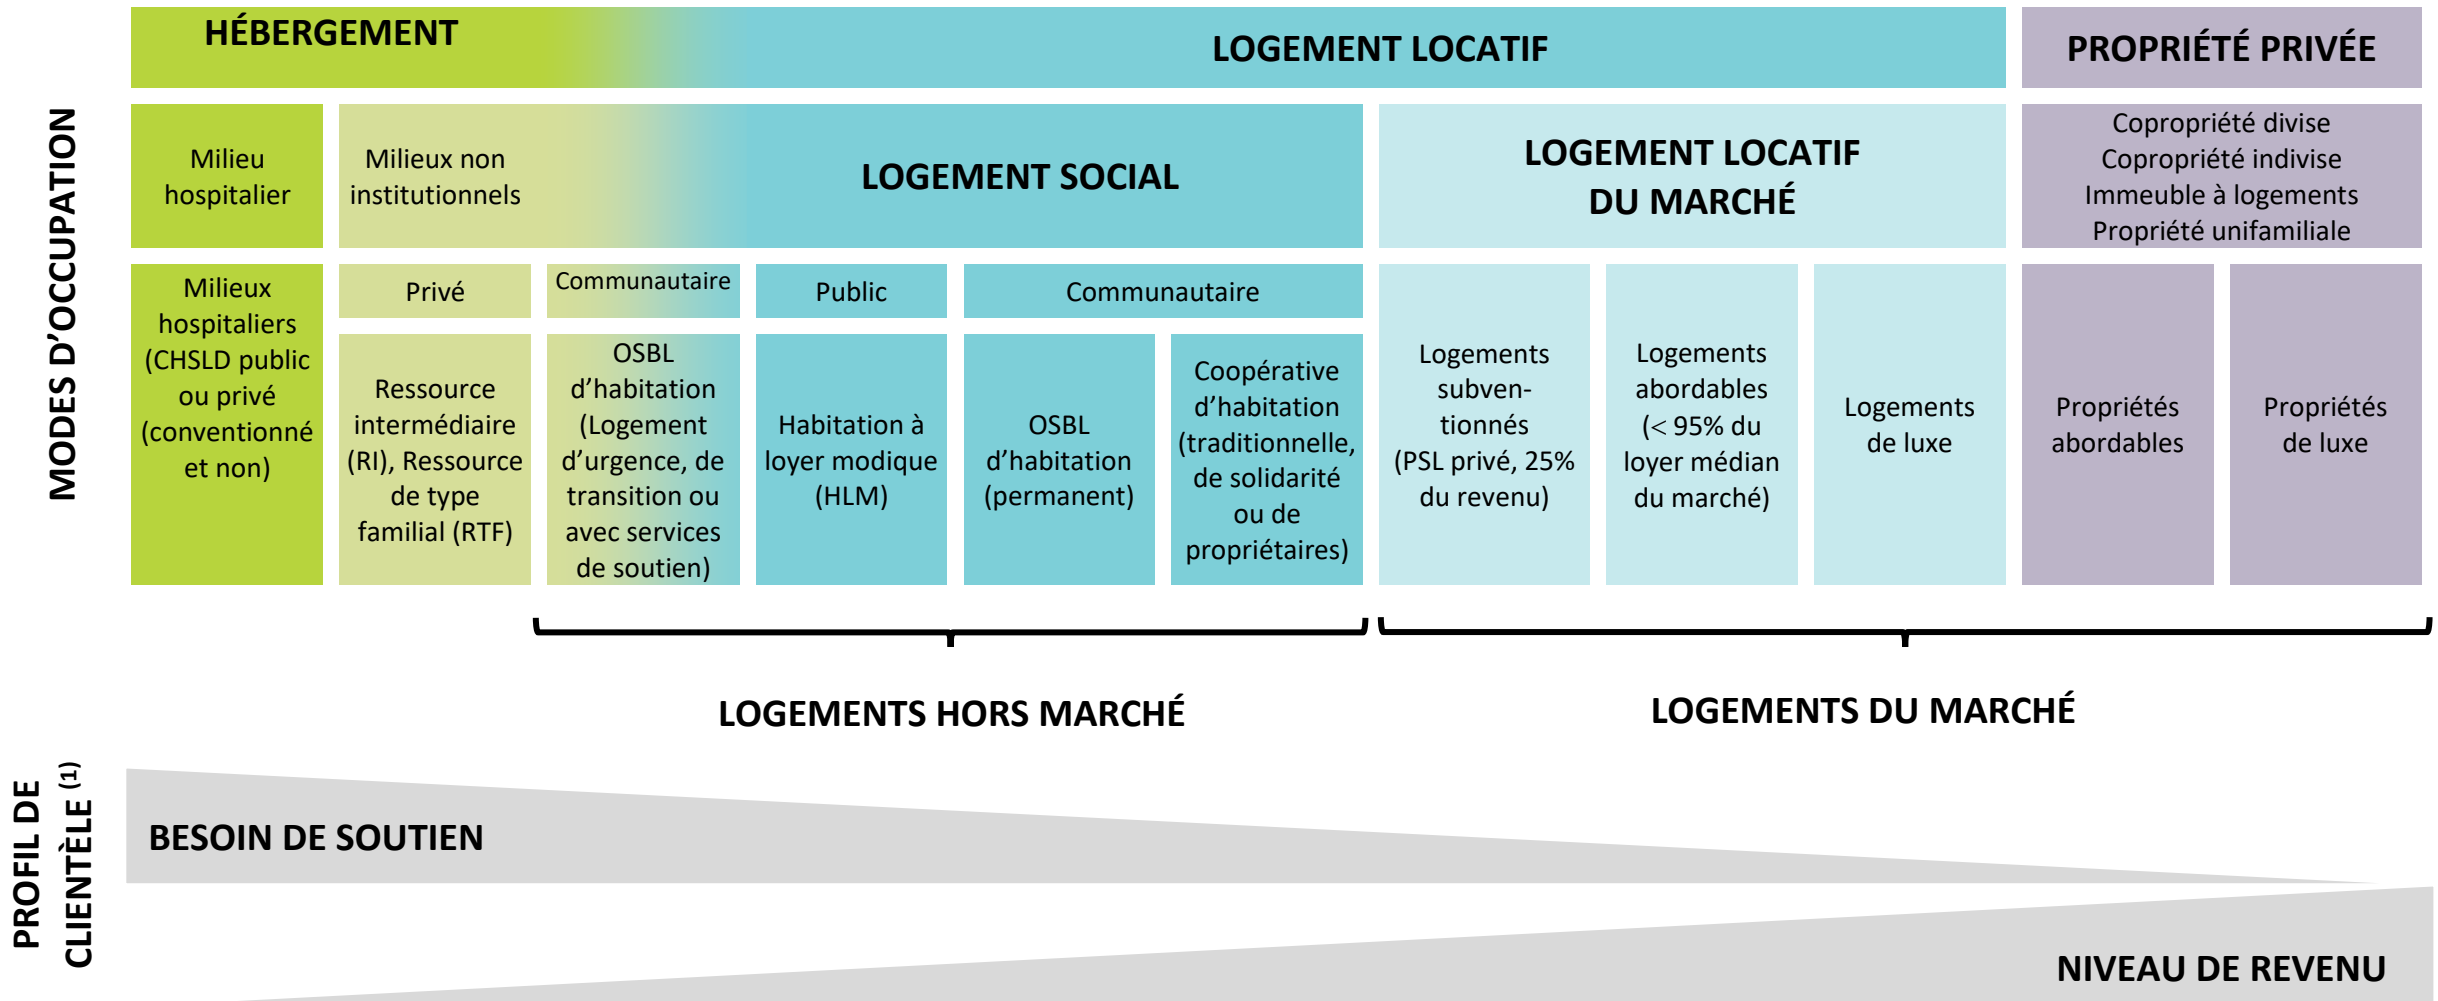 HÉBERGEMENT
LOGEMENT LOCATIF
PROPRIÉTÉ PRIVÉE
MODES D’OCCUPATION
Milieu
hospitalier
Milieux non
institutionnels
LOGEMENT SOCIAL
LOGEMENT LOCATIF
DU MARCHÉ
Copropriété divise
Copropriété indivise
Immeuble à logements
Propriété unifamiliale
Milieux
hospitaliers
(CHSLD public
ou privé
(conventionné
et non)
Privé
Communautaire
Public
Communautaire
Ressource
intermédiaire
(RI), Ressource
de type
familial (RTF)
OSBL
d’habitation
(Logement
d’urgence, de
transition ou
avec services
de soutien)
Habitation à
loyer modique
(HLM)
OSBL
d’habitation
(permanent)
Coopérative
d’habitation
(traditionnelle,
de solidarité
ou de
propriétaires)
Logements
subven-
tionnés
(PSL privé, 25%
du revenu)
Logements
abordables
(< 95% du
loyer médian
du marché)
Logements
de luxe
Propriétés
abordables
Propriétés
de luxe
LOGEMENTS HORS MARCHÉ
LOGEMENTS DU MARCHÉ
PROFIL DE
CLIENTÈLE (1)
BESOIN DE SOUTIEN
NIVEAU DE REVENU